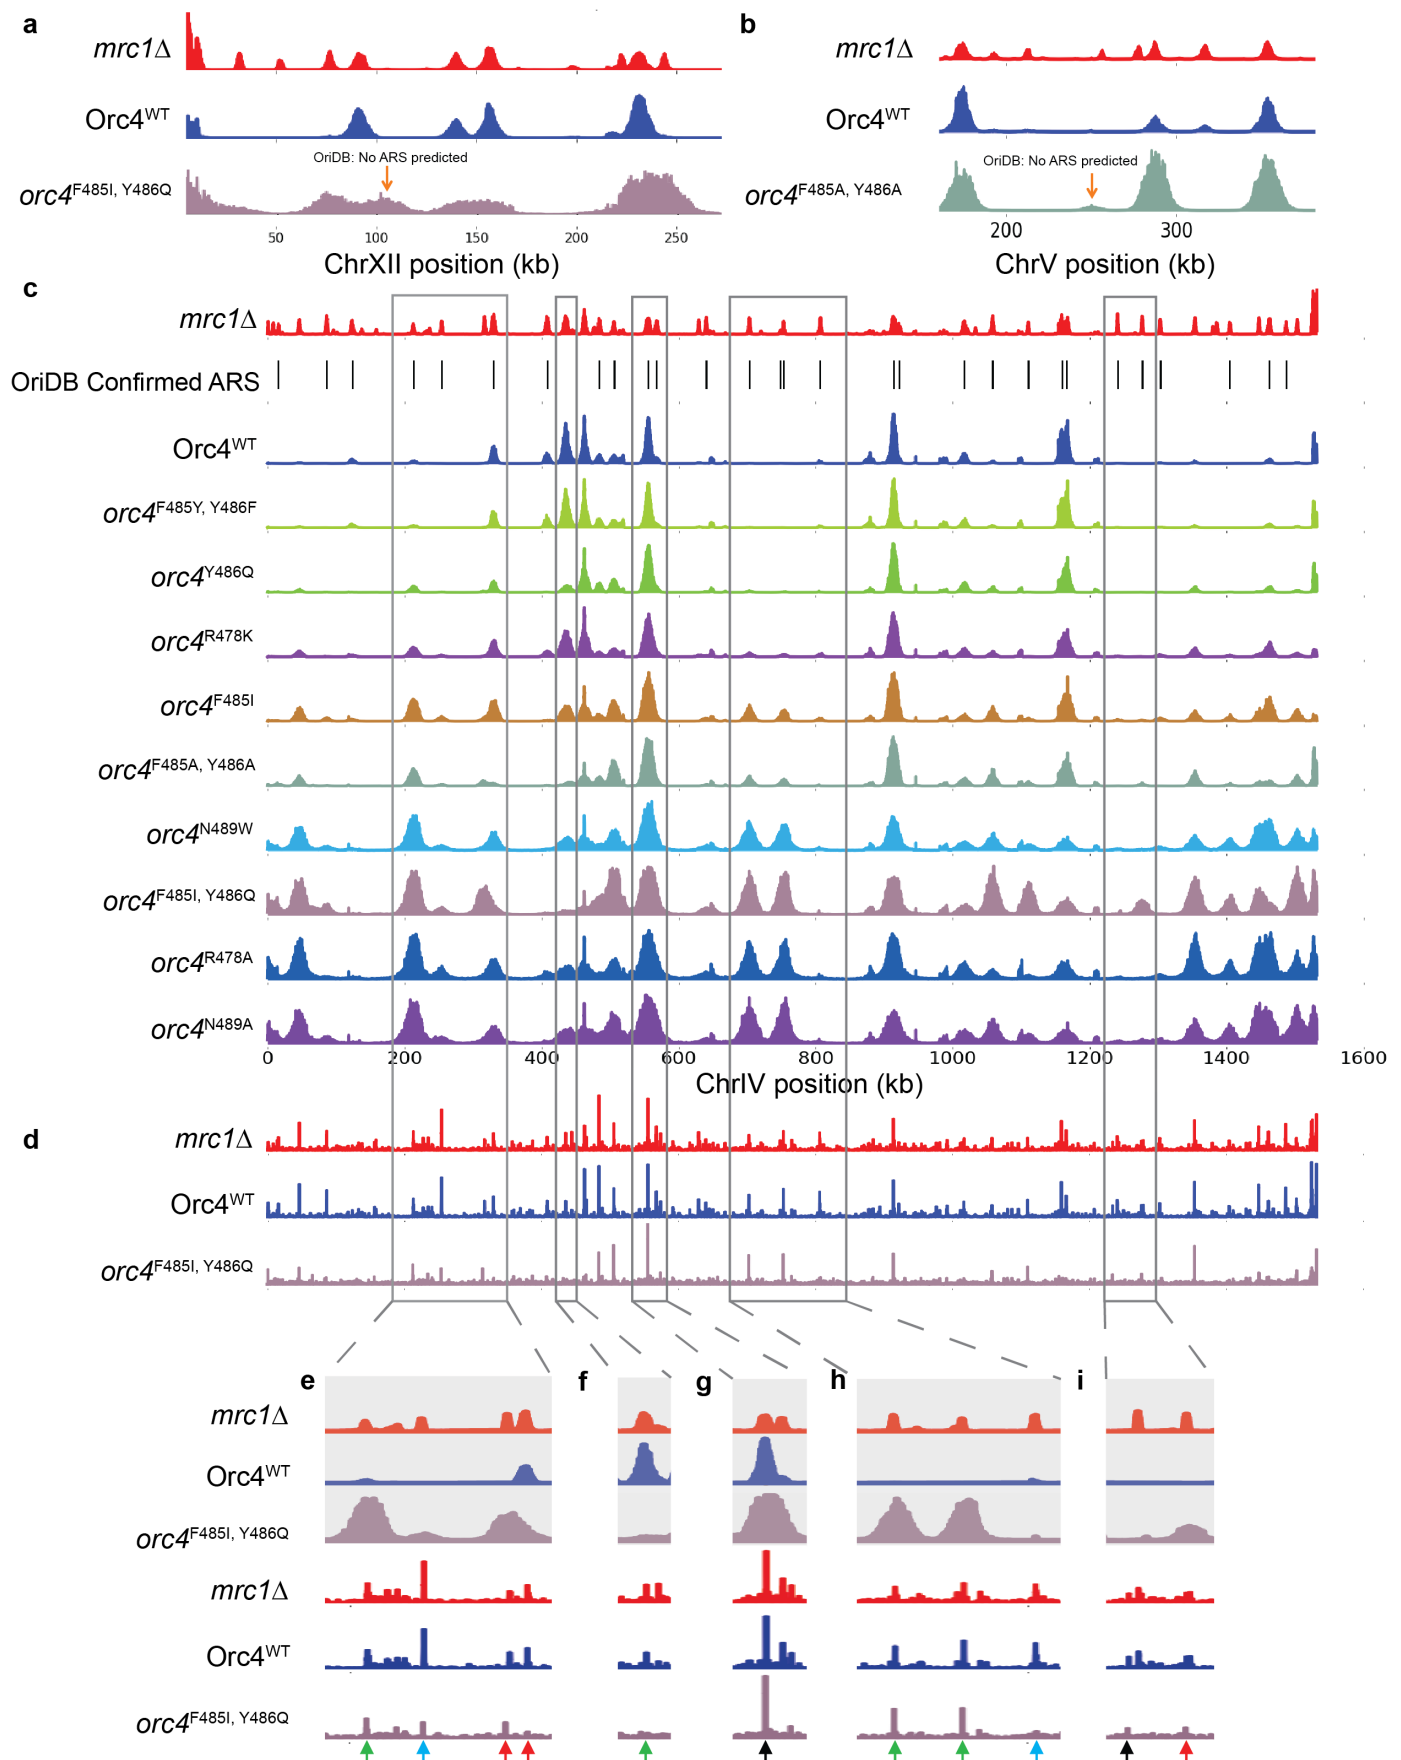 a
mrc1Δ
Orc4WT
OriDB: No ARS predicted
orc4F485I, Y486Q
50 100 150 200 250
ChrXII position (kb)
b
mrc1Δ
Orc4WT
OriDB: No ARS predicted
orc4F485A, Y486A
200 300
ChrV position (kb)
c
mrc1Δ
OriDB Confirmed ARS
Orc4WT
orc4F485Y, Y486F
orc4Y486Q
orc4R478K
orc4F485I
orc4F485A, Y486A
orc4N489W
orc4F485I, Y486Q
orc4R478A
orc4N489A
0 200 400 600 800 1000 1200 1400 1600
ChrIV position (kb)
d
mrc1Δ
Orc4WT
orc4F485I, Y486Q
e f g h i
mrc1Δ
Orc4WT
orc4F485I, Y486Q
mrc1Δ
Orc4WT
orc4F485I, Y486Q